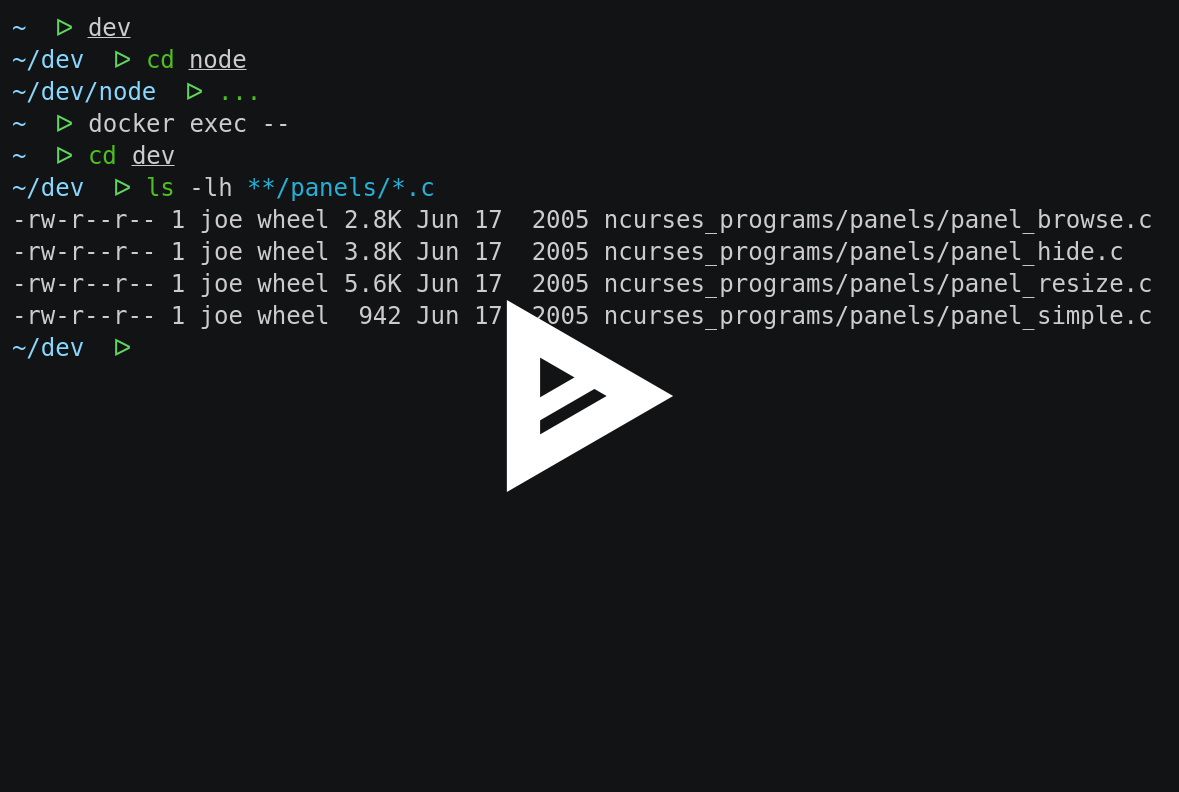 ~  ▷ dev
~/dev  ▷ cd node
~/dev/node  ▷ ...
~  ▷ docker exec --
~  ▷ cd dev
~/dev  ▷ ls -lh **/panels/*.c
-rw-r--r-- 1 joe wheel 2.8K Jun 17  2005 ncurses_programs/panels/panel_browse.c
-rw-r--r-- 1 joe wheel 3.8K Jun 17  2005 ncurses_programs/panels/panel_hide.c
-rw-r--r-- 1 joe wheel 5.6K Jun 17  2005 ncurses_programs/panels/panel_resize.c
-rw-r--r-- 1 joe wheel  942 Jun 17  2005 ncurses_programs/panels/panel_simple.c
~/dev  ▷